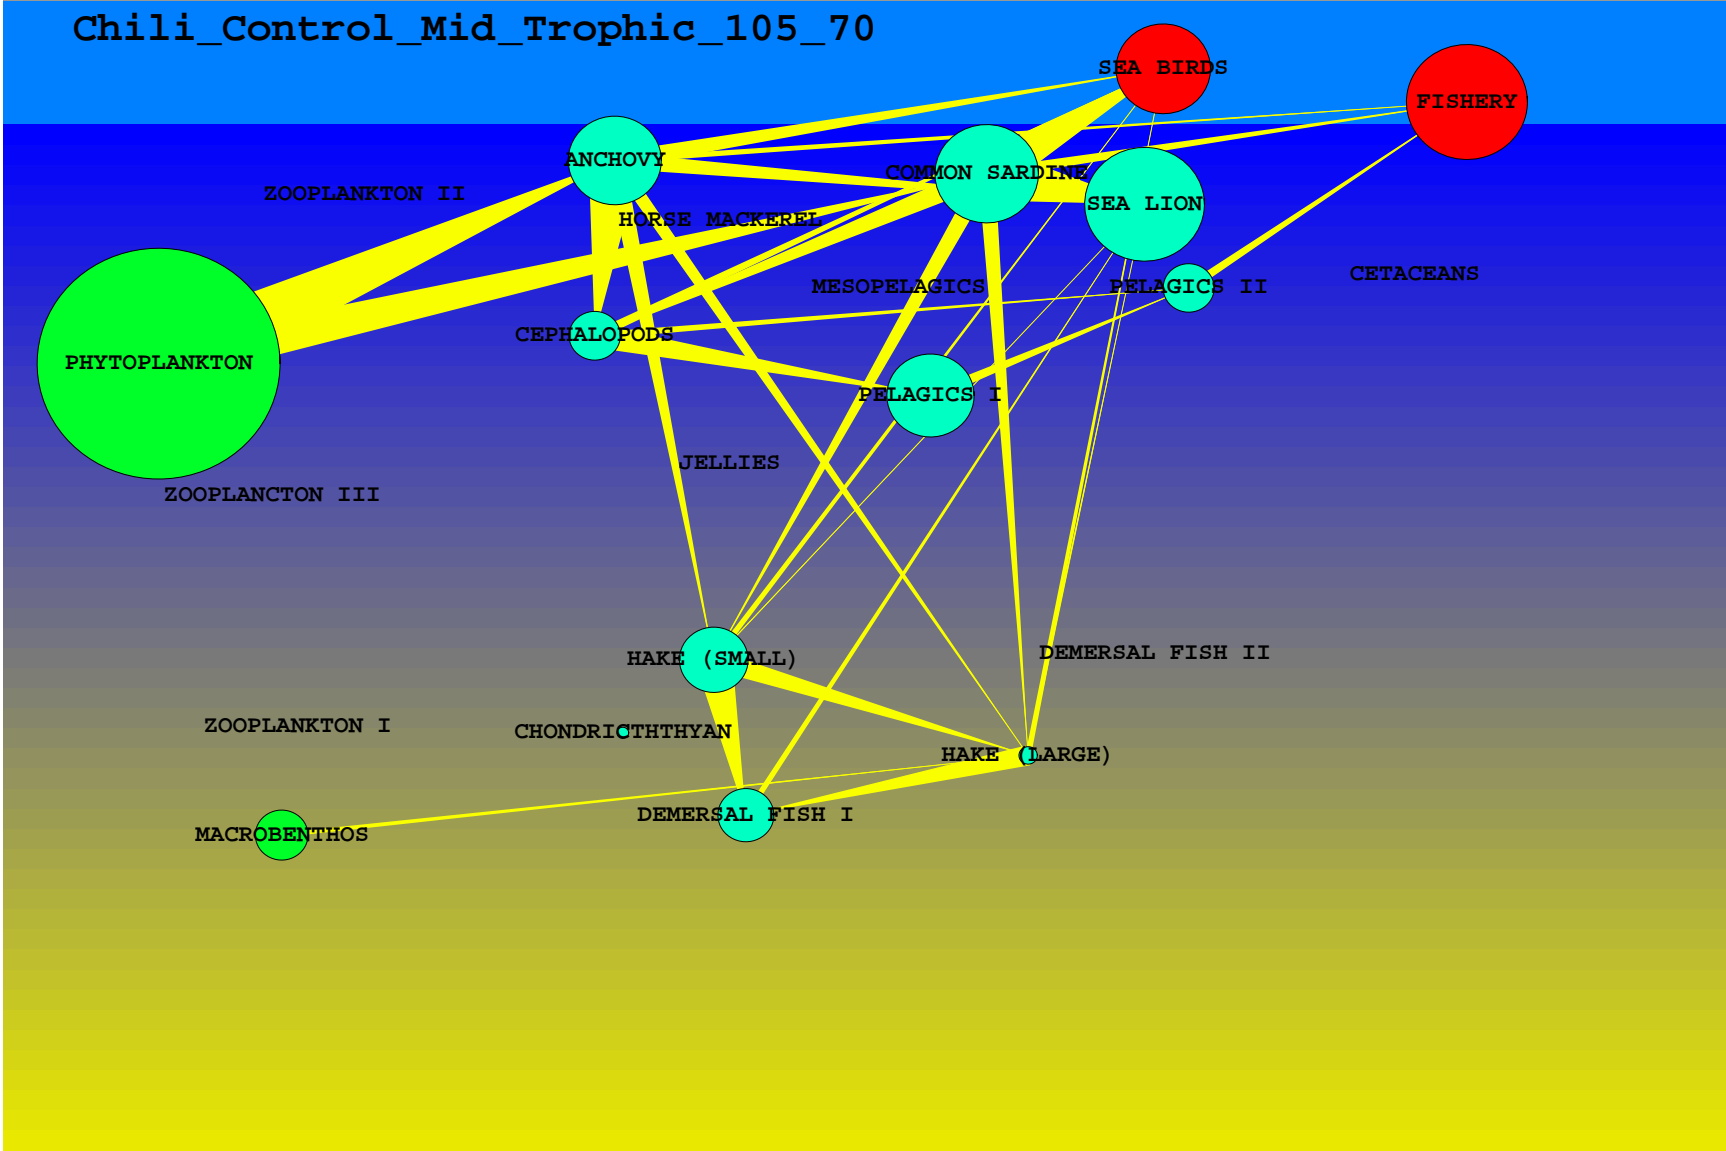 Chili_Control_Mid_Trophic_105_70
SEA BIRDS
FISHERY
ANCHOVY
COMMON SARDINE
ZOOPLANKTON II
SEA LION
HORSE MACKEREL
CETACEANS
MESOPELAGICS
PELAGICS II
CEPHALOPODS
PHYTOPLANKTON
PELAGICS I
JELLIES
ZOOPLANCTON III
DEMERSAL FISH II
HAKE (SMALL)
ZOOPLANKTON I
CHONDRICTHTHYAN
HAKE (LARGE)
DEMERSAL FISH I
MACROBENTHOS